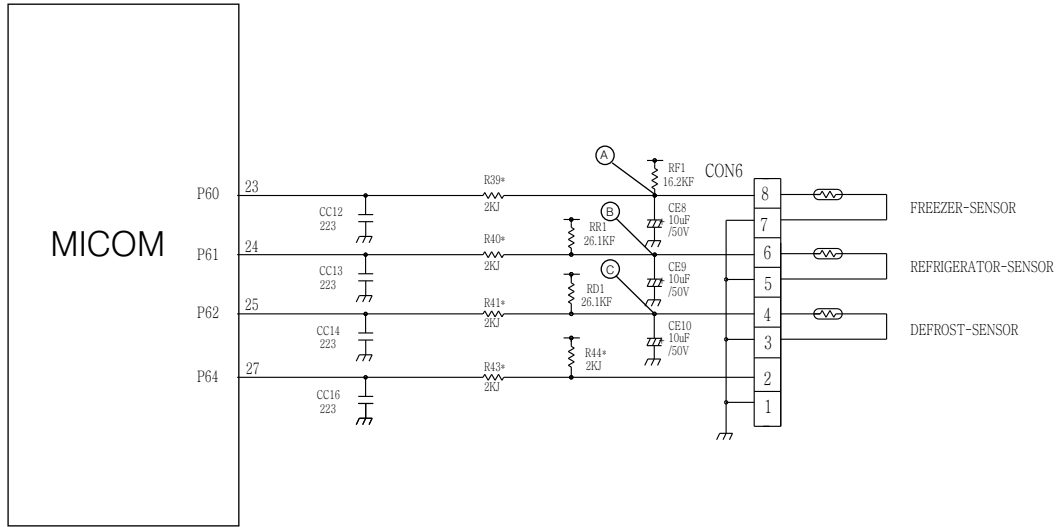 MICOM
P60
23
CC12
223
R39*
2KJ
A
RF1
16.2KF
CE8
+ 10uF
/50V
CON6
8
7
FREEZER-SENSOR
P61
24
CC13
223
R40*
2KJ
RR1
26.1KF
B
CE9
+ 10uF
/50V
6
5
REFRIGERATOR-SENSOR
P62
25
CC14
223
R41*
2KJ
RD1
26.1KF
C
CE10
+ 10uF
/50V
4
3
DEFROST-SENSOR
P64
27
CC16
223
R43*
2KJ
R44*
2KJ
2
1